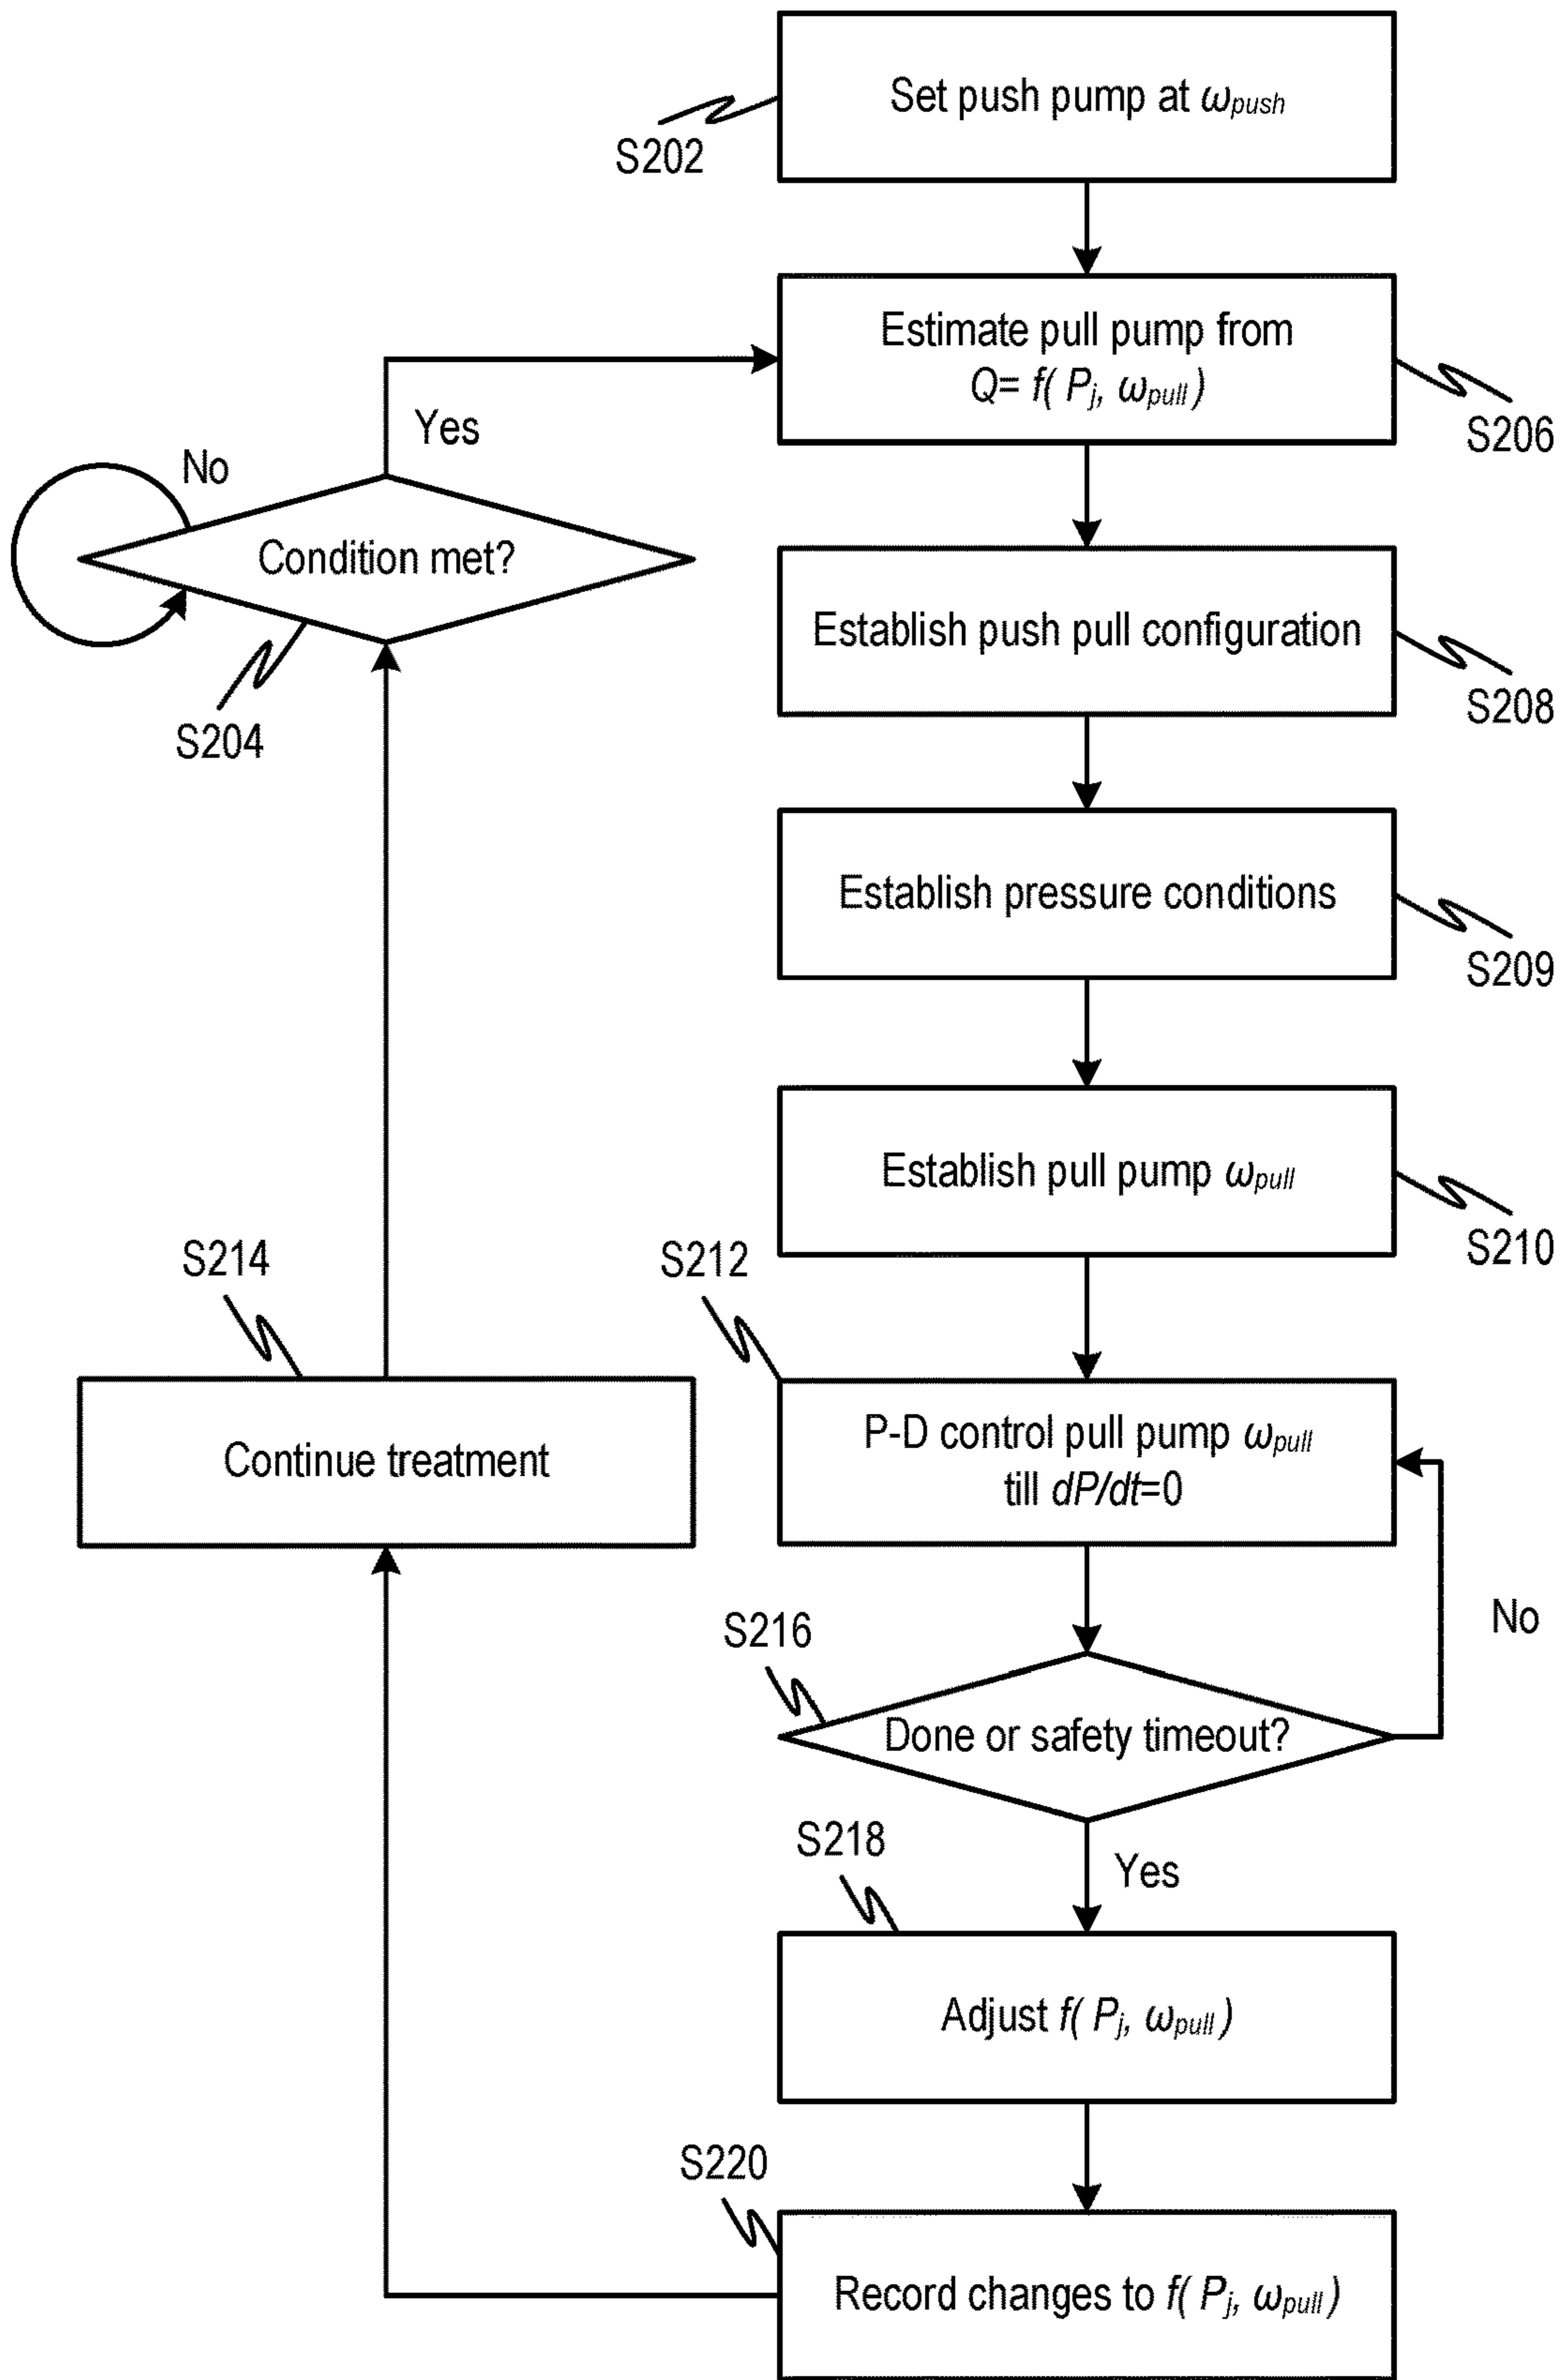 Set push pump at ωpush
S202
Estimate pull pump from
Q= f( Pj, ωpull )
S206
Yes
No
Condition met?
S204
Establish push pull configuration
S208
Establish pressure conditions
S209
Establish pull pump ωpull
S210
S214
S212
Continue treatment
P-D control pull pump ωpull
till dP/dt=0
No
S216
Done or safety timeout?
S218
Yes
Adjust f( Pj, ωpull )
S220
Record changes to f( Pj, ωpull )